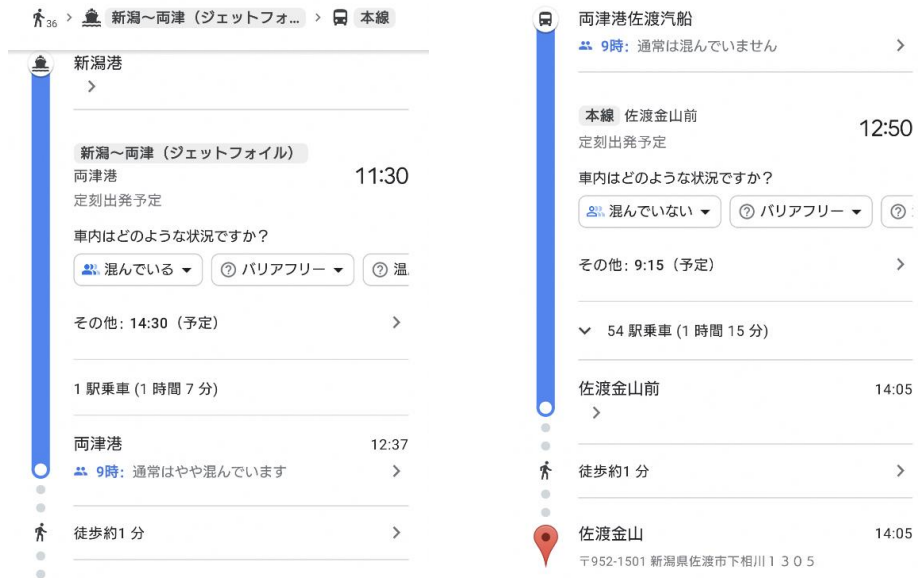 36 新潟〜両津（ジェットフォ... 本線
新潟港
新潟〜両津（ジェットフォイル）
両津港
11:30
定刻出発予定
車内はどのような状況ですか？
混んでいる バリアフリー 温
その他: 14:30（予定）
1 駅乗車 (1 時間 7 分)
両津港 12:37
9時: 通常はやや混んでいます
徒歩約1 分
両津港佐渡汽船
9時: 通常は混んでいません
本線 佐渡金山前
12:50
定刻出発予定
車内はどのような状況ですか？
混んでいない バリアフリー
その他: 9:15（予定）
54 駅乗車 (1 時間 15 分)
佐渡金山前 14:05
徒歩約1 分
佐渡金山 14:05
〒952-1501 新潟県佐渡市下相川１３０５